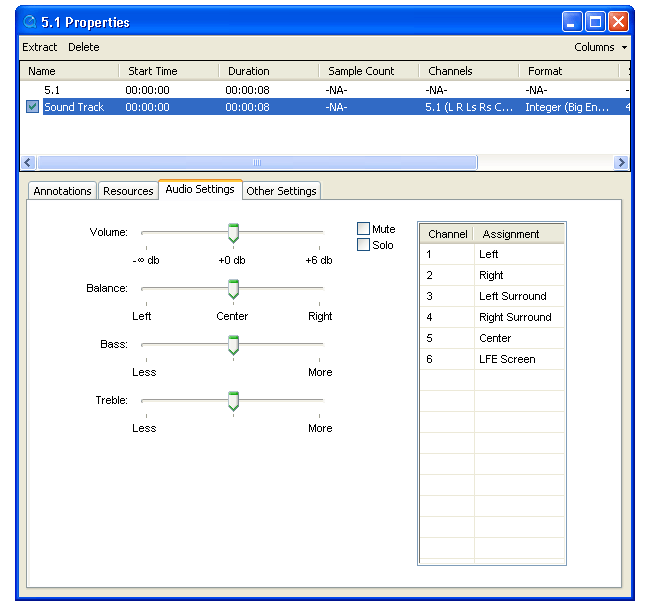 5.1 Properties
Extract Delete Columns
Name Start Time Duration Sample Count Channels Format
5.1 00:00:00 00:00:08 -NA- -NA- -NA- -
Sound Track 00:00:00 00:00:08 -NA- 5.1 (L R Ls Rs C... Integer (Big En... 4
Annotations Resources Audio Settings Other Settings
Volume: Mute
Solo
-∞ db +0 db +6 db
Balance:
Left Center Right
Bass:
Less More
Treble:
Less More
Channel Assignment
1 Left
2 Right
3 Left Surround
4 Right Surround
5 Center
6 LFE Screen